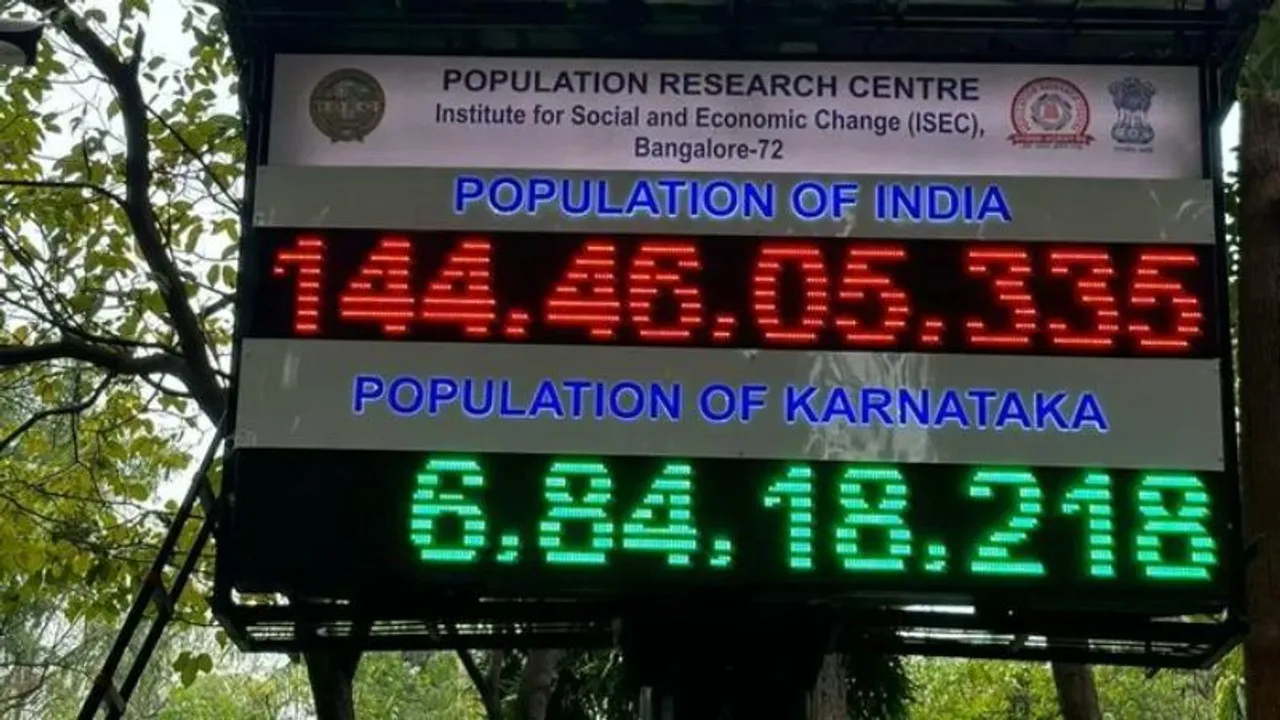 POPULATION RESEARCH CENTRE
Institute for Social and Economic Change (ISEC),
Bangalore-72
POPULATION OF INDIA
144,46,05,335
POPULATION OF KARNATAKA
6,84,18,218